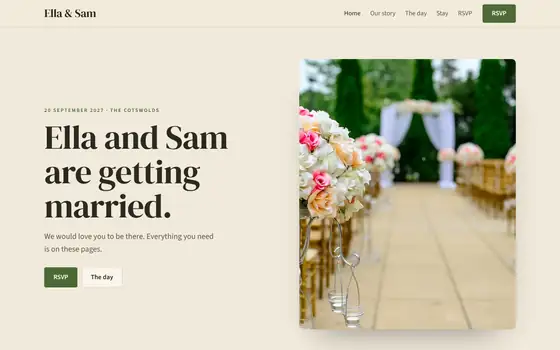 Ella & Sam
Home Our story The day Stay RSVP RSVP
20 SEPTEMBER 2027 · THE COTSWOLDS
Ella and Sam
are getting
married.
We would love you to be there. Everything you need
is on these pages.
RSVP The day